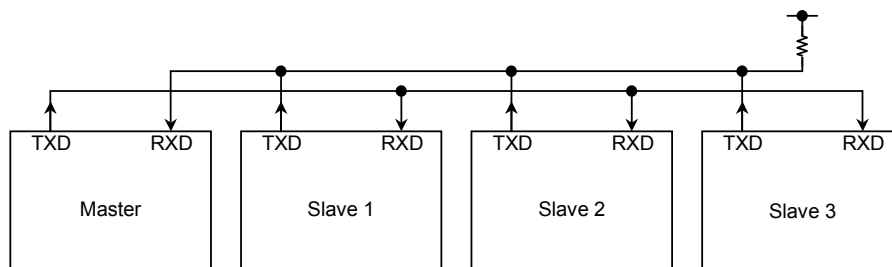 TXD RXD TXD RXD TXD RXD TXD RXD
Master Slave 1 Slave 2 Slave 3